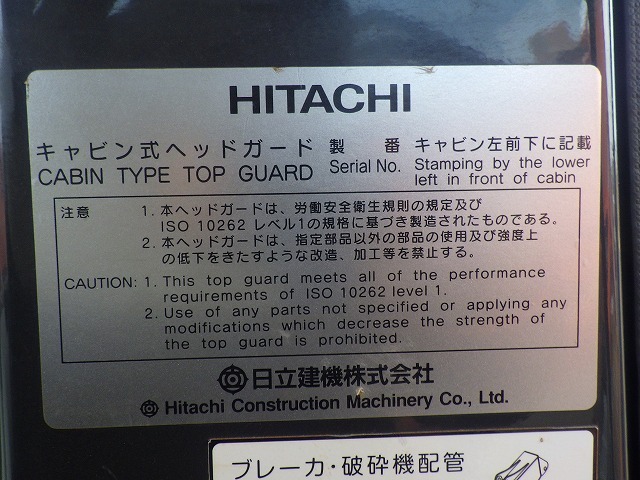 HITACHI
キャビン式ヘッドガード 製 番 キャビン左前下に記載
CABIN TYPE TOP GUARD Serial No. Stamping by the lower
left in front of cabin
注意 1. 本ヘッドガードは、労働安全衛生規則の規定及び
ISO 10262 レベル1の規格に基づき製造されたものである。
2. 本ヘッドガードは、指定部品以外の部品の使用及び強度上
の低下をきたすような改造、加工等を禁止する。
CAUTION: 1. This top guard meets all of the performance
requirements of ISO 10262 level 1.
2. Use of any parts not specified or applying any
modifications which decrease the strength of
the top guard is prohibited.
日立建機株式会社
Hitachi Construction Machinery Co., Ltd.
ブレーカ・破砕機配管